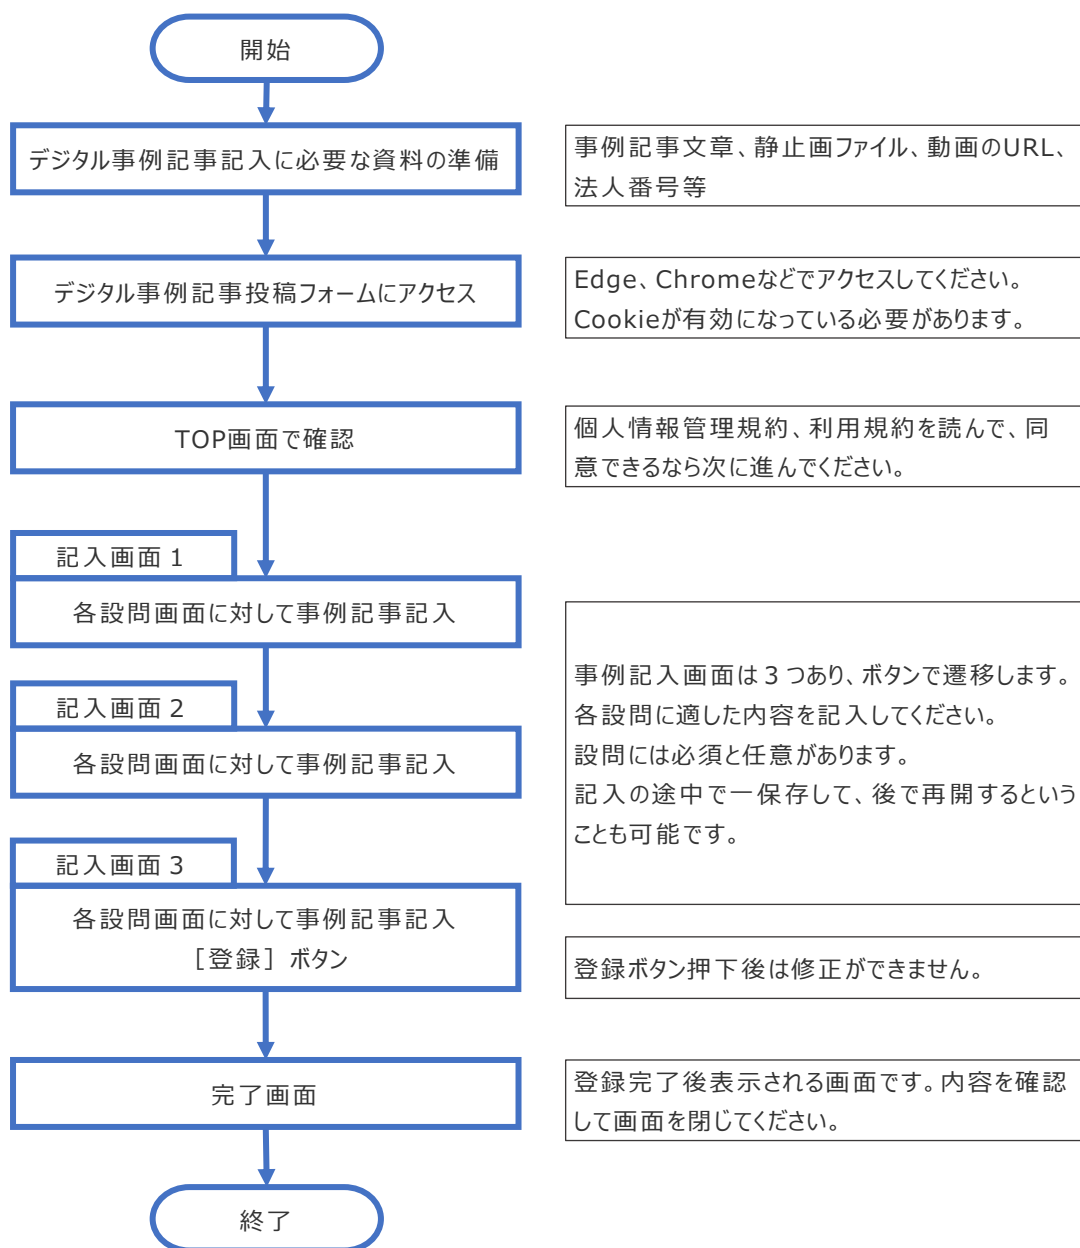 開始
デジタル事例記事記入に必要な資料の準備
事例記事文章、静止画ファイル、動画のURL、
法人番号等
デジタル事例記事投稿フォームにアクセス
Edge、Chromeなどでアクセスしてください。
Cookieが有効になっている必要があります。
TOP画面で確認
個人情報管理規約、利用規約を読んで、同
意できるなら次に進んでください。
記入画面１
各設問画面に対して事例記事記入
記入画面２
各設問画面に対して事例記事記入
事例記入画面は３つあり、ボタンで遷移します。
各設問に適した内容を記入してください。
設問には必須と任意があります。
記入の途中で一保存して、後で再開するという
ことも可能です。
記入画面３
各設問画面に対して事例記事記入
［登録］ボタン
登録ボタン押下後は修正ができません。
完了画面
登録完了後表示される画面です。内容を確認
して画面を閉じてください。
終了